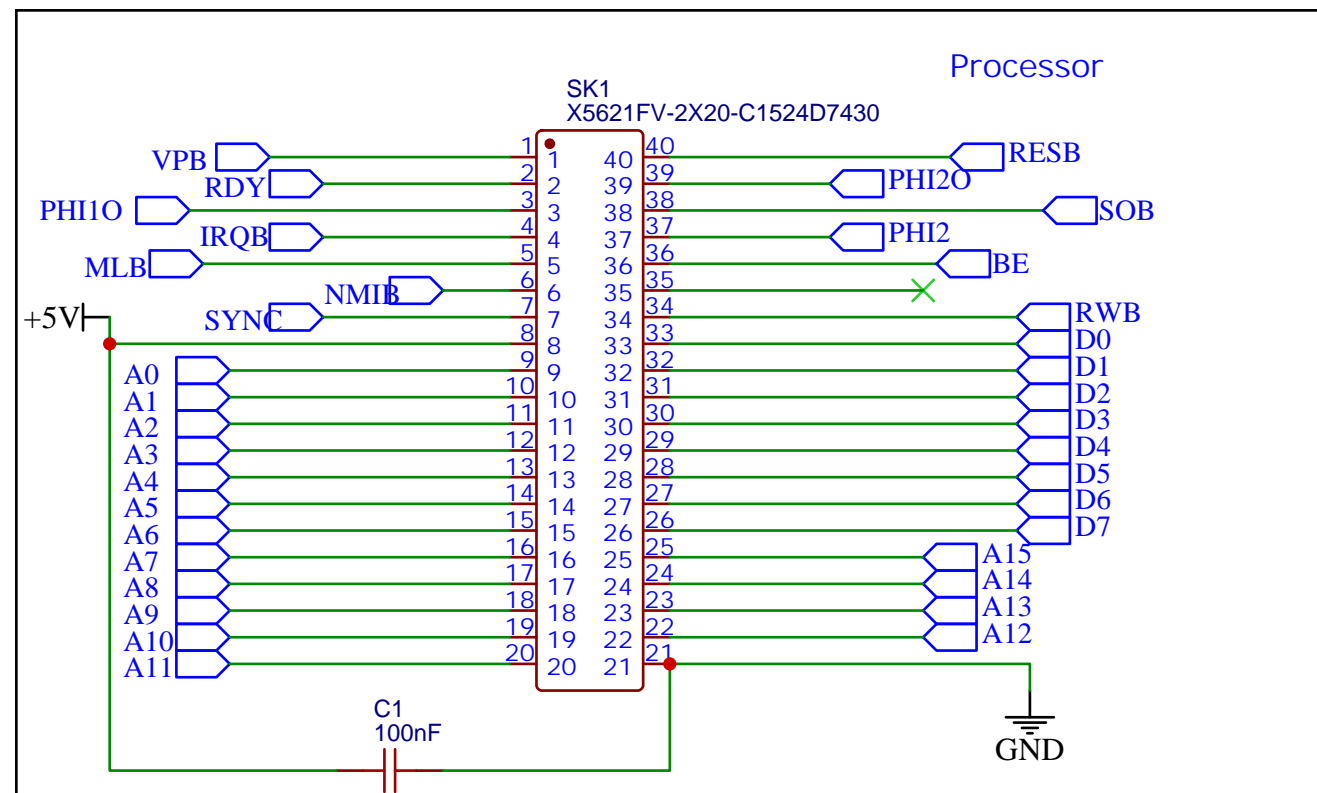 Processor
SK1
X5621FV-2X20-C1524D7430
VPB 1 1 40 40 RESB
RDY 2 2 39 39 PHI2O
PHI1O 3 3 38 38 SOB
IRQB 4 4 37 37 PHI2
MLB 5 5 36 36 BE
NMIB 6 6 35 35
+5V SYNC 7 7 34 34 RWB
8 8 33 33 D0
A0 9 9 32 32 D1
A1 10 10 31 31 D2
A2 11 11 30 30 D3
A3 12 12 29 29 D4
A4 13 13 28 28 D5
A5 14 14 27 27 D6
A6 15 15 26 26 D7
A7 16 16 25 25 A15
A8 17 17 24 24 A14
A9 18 18 23 23 A13
A10 19 19 22 22 A12
A11 20 20 21 21
C1
100nF
GND